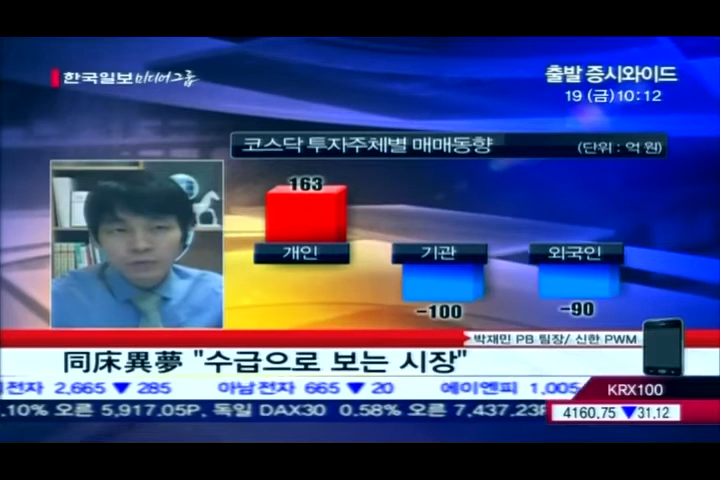 한국일보 미디어그룹
출발 증시와이드
19 (금) 10:12
코스닥 투자주체별 매매동향 (단위 : 억 원)
163
개인 기관 외국인
-100 -90
박재민 PB 팀장/ 신한 PWM
同床異夢 "수급으로 보는 시장"
전자 2,665 ▼ 285 아남전자 665 ▼ 20 에이엔피 1,005
KRX100
.10% 오른 5,917.05P, 독일 DAX30 0.58% 오른 7,437.23P
4160.75 ▼31.12